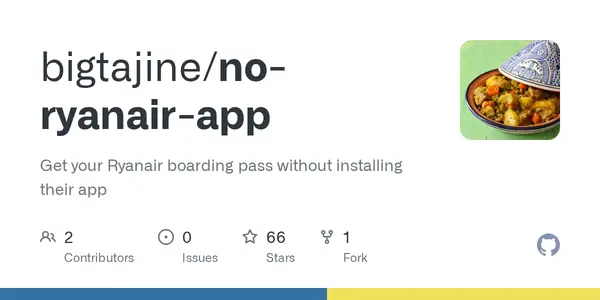 bigtajine/no-
ryanair-app
Get your Ryanair boarding pass without installing
their app
2 0 66 1
Contributors Issues Stars Fork